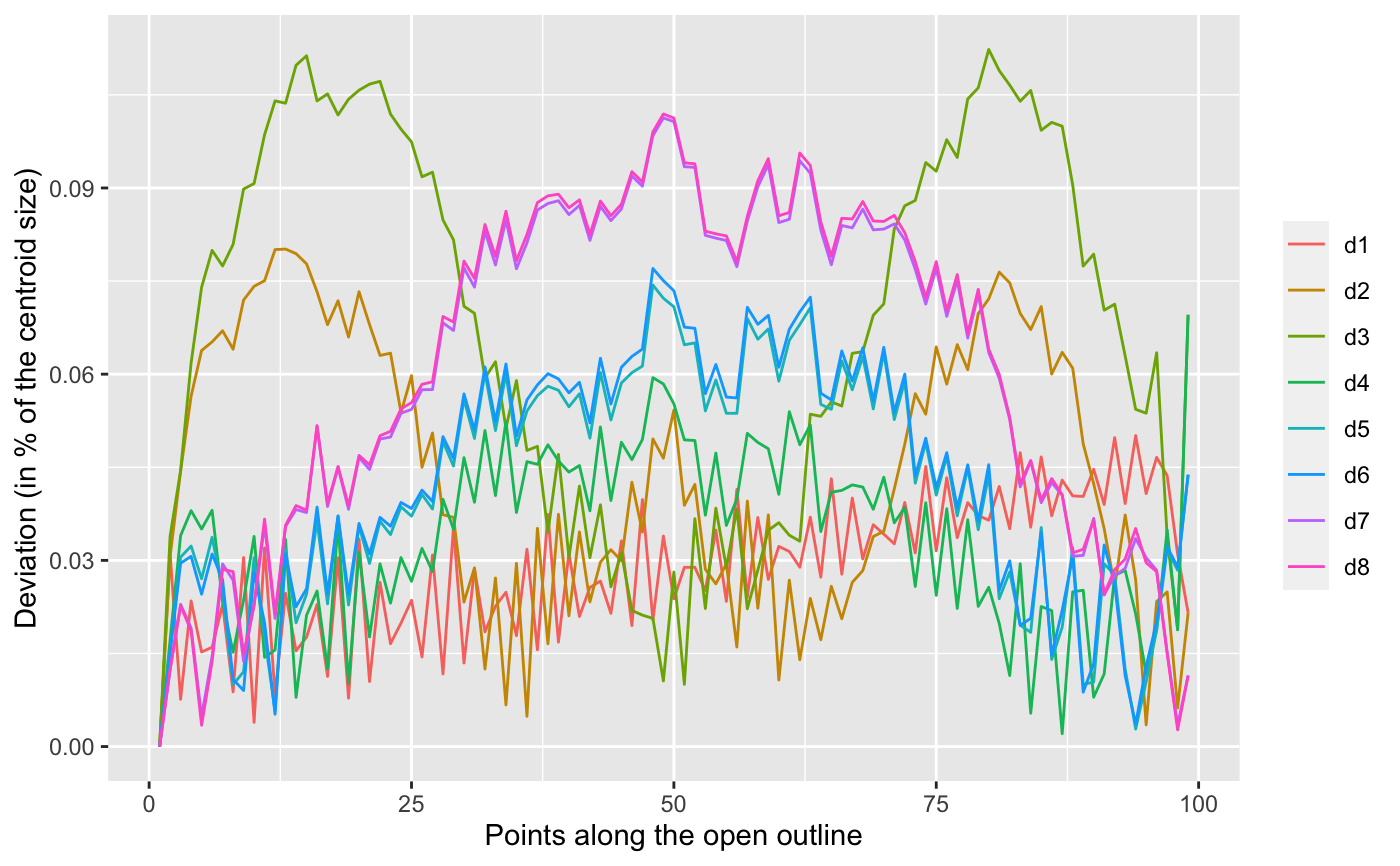 Deviation (in % of the centroid size)
0.09
0.06
0.03
0.00
0 25 50 75 100
Points along the open outline
d1
d2
d3
d4
d5
d6
d7
d8